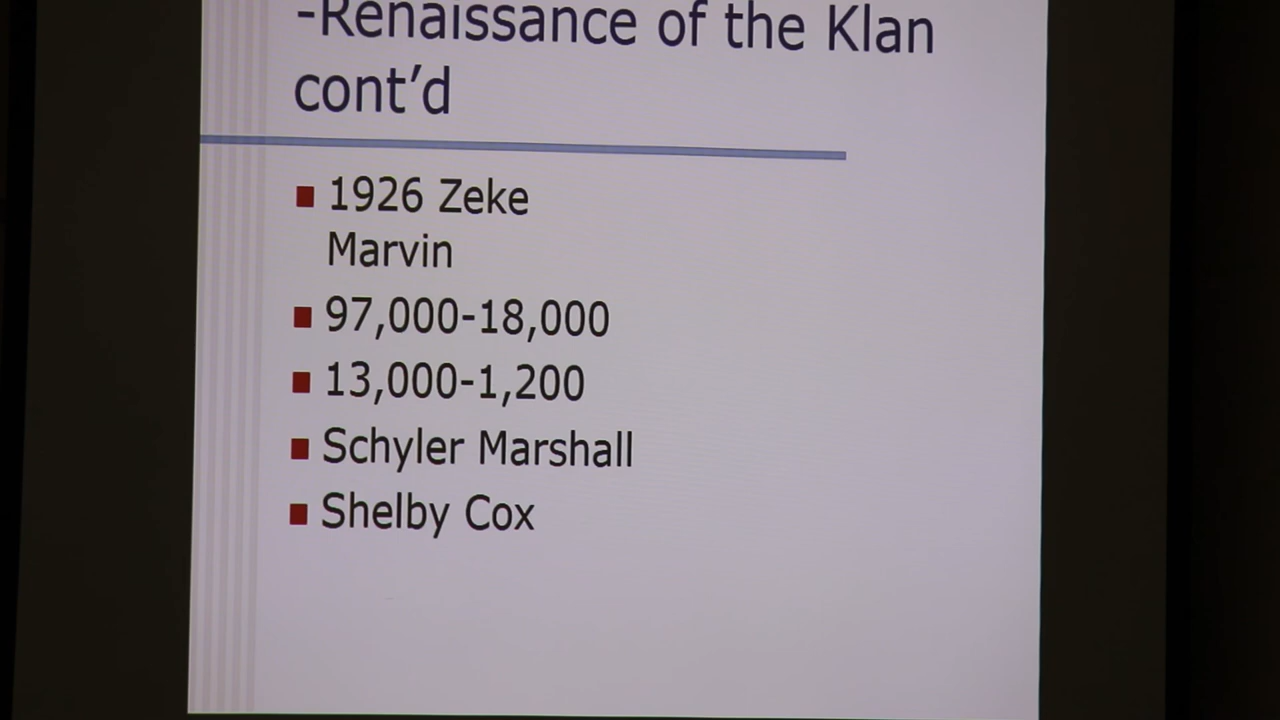 -Renaissance of the Klan
cont’d
1926 Zeke
Marvin
97,000-18,000
13,000-1,200
Schyler Marshall
Shelby Cox